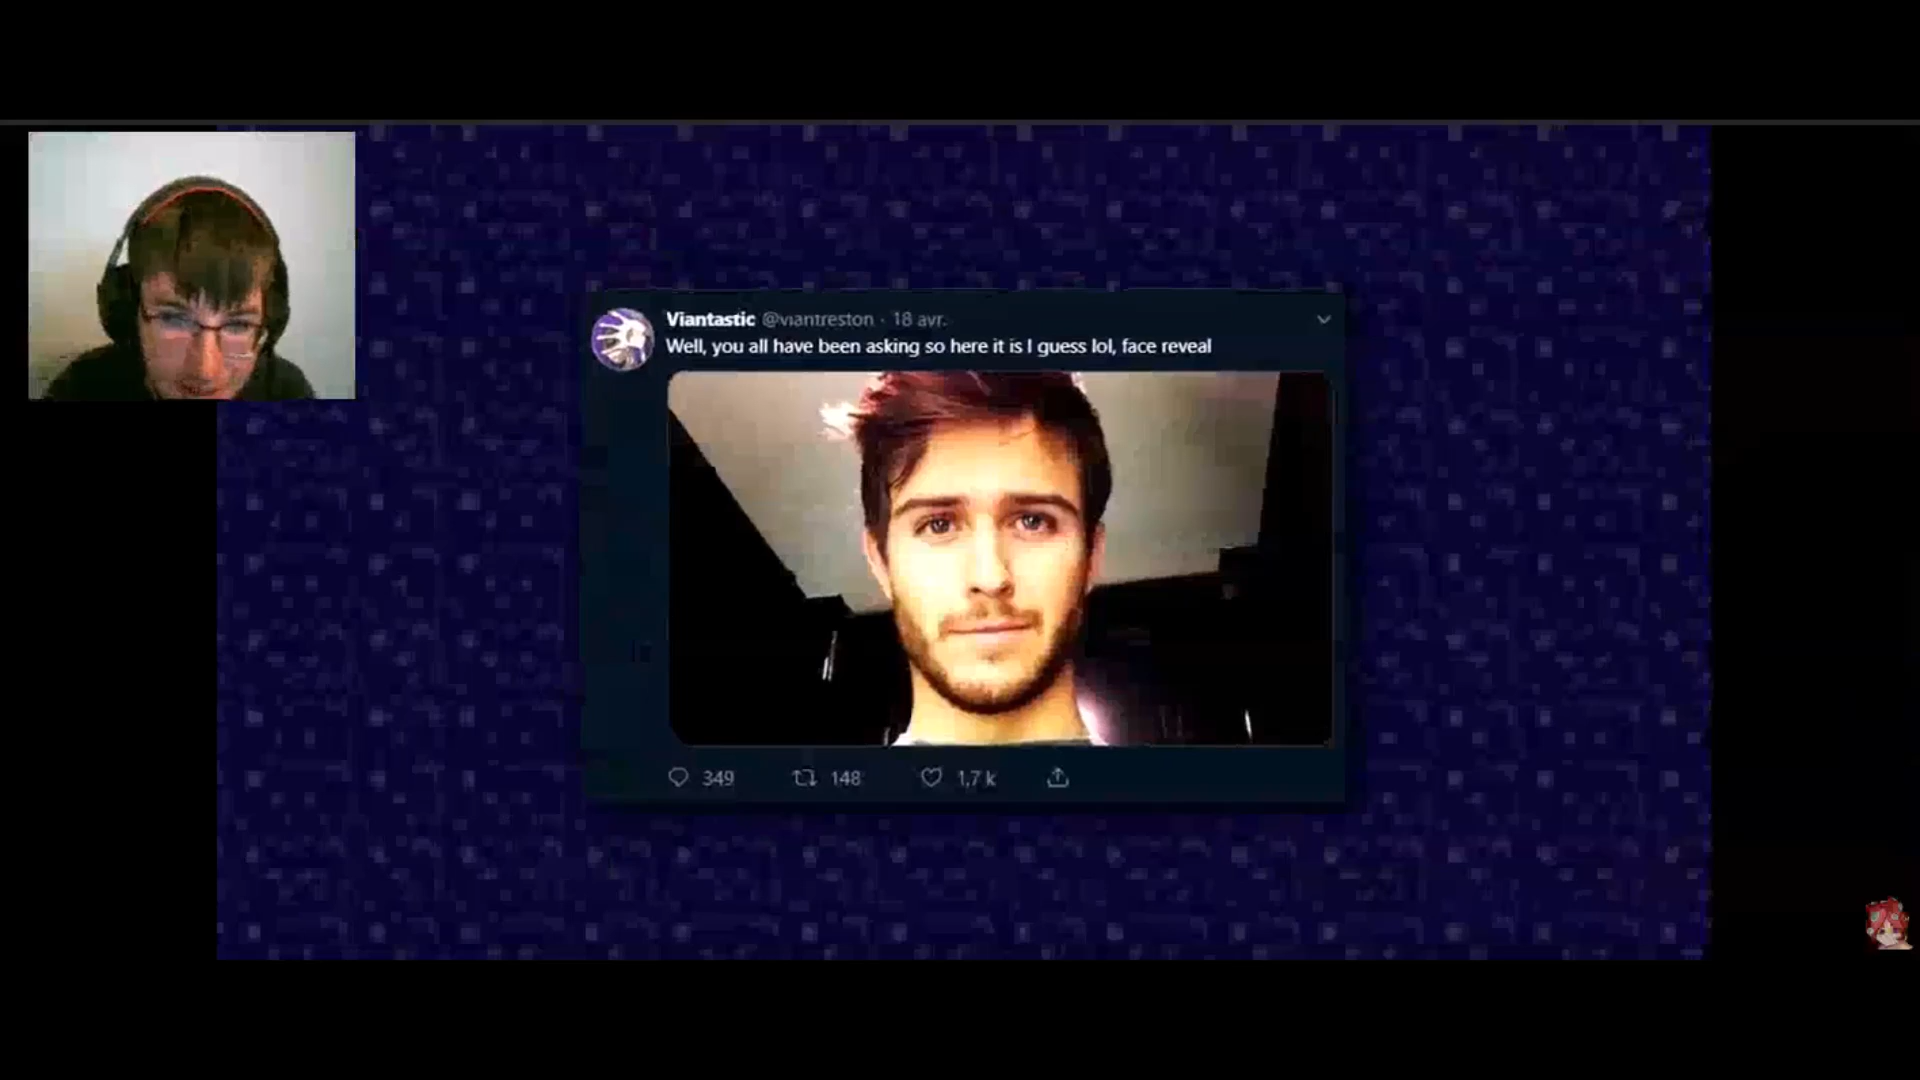 Viantastic @viantreston · 18 avr.
Well, you all have been asking so here it is I guess lol, face reveal
349 148 1,7 k